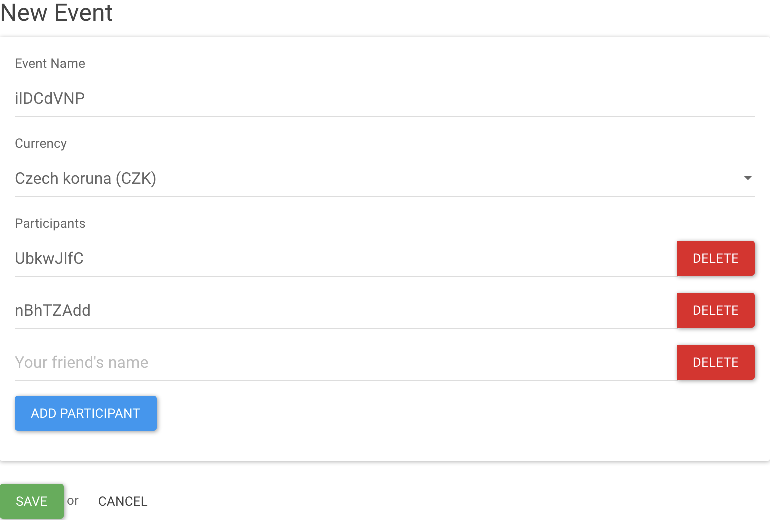 New Event
Event Name
ilDCdVNP
Currency
Czech koruna (CZK)
Participants
UbkwJlfC DELETE
nBhTZAdd DELETE
Your friend's name DELETE
ADD PARTICIPANT
SAVE or CANCEL